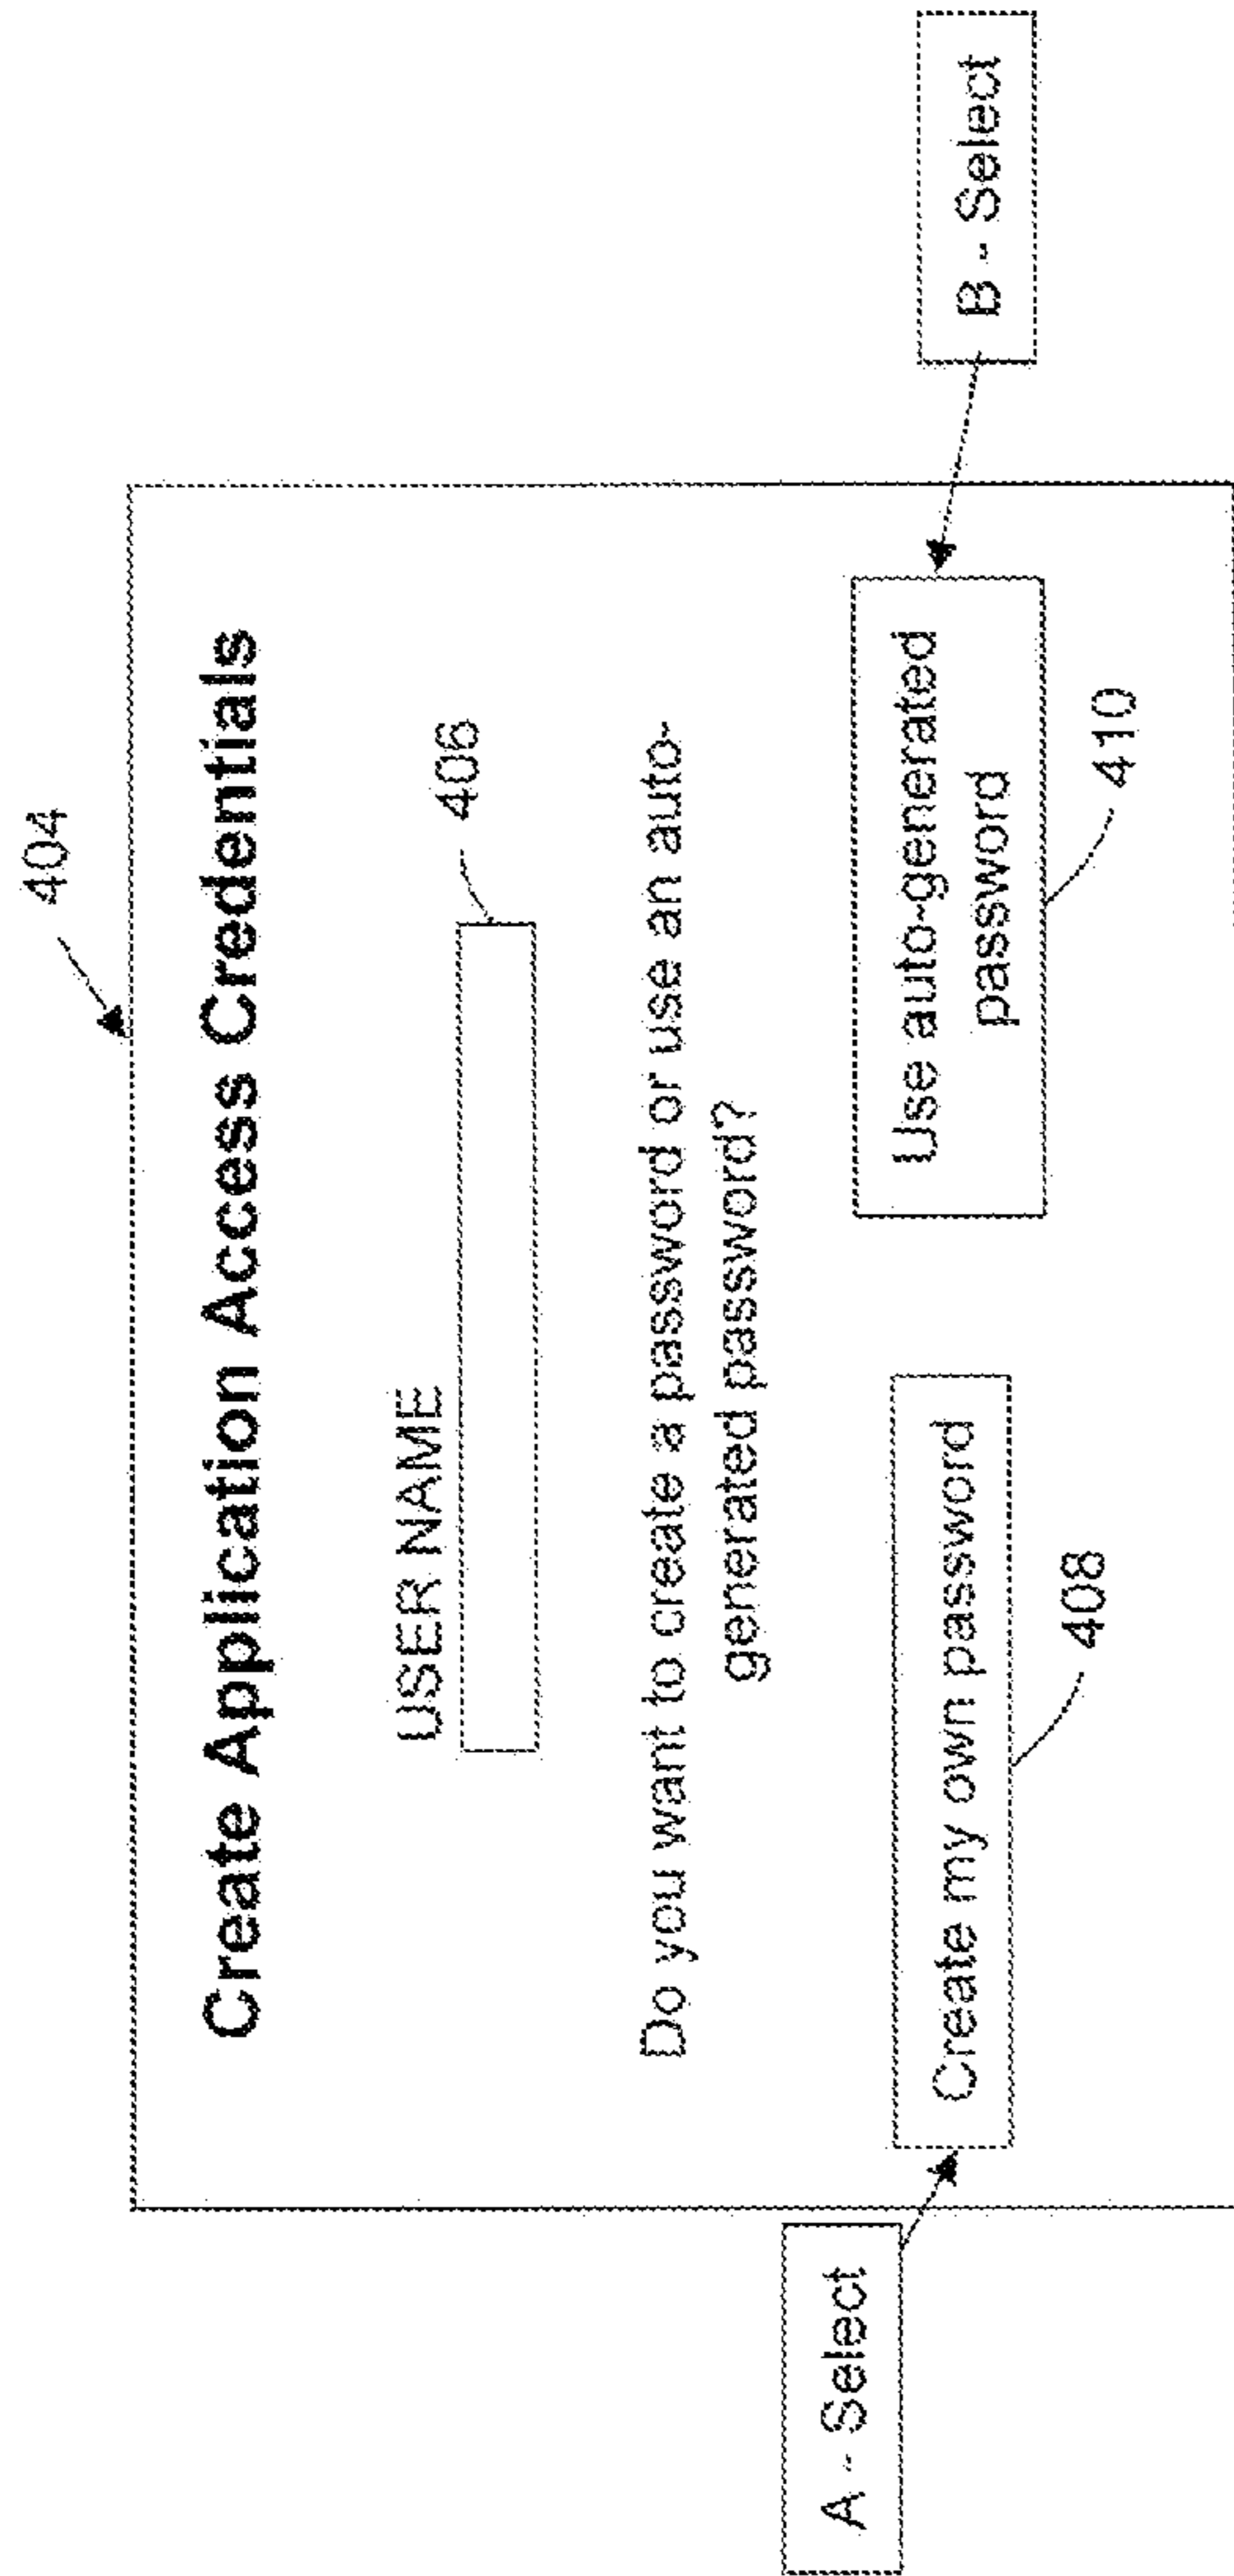 404
Create Application Access Credentials
USER NAME
406
Do you want to create a password or use an auto-
generated password?
A - Select
Create my own password
408
Use auto-generated
password
410
B - Select